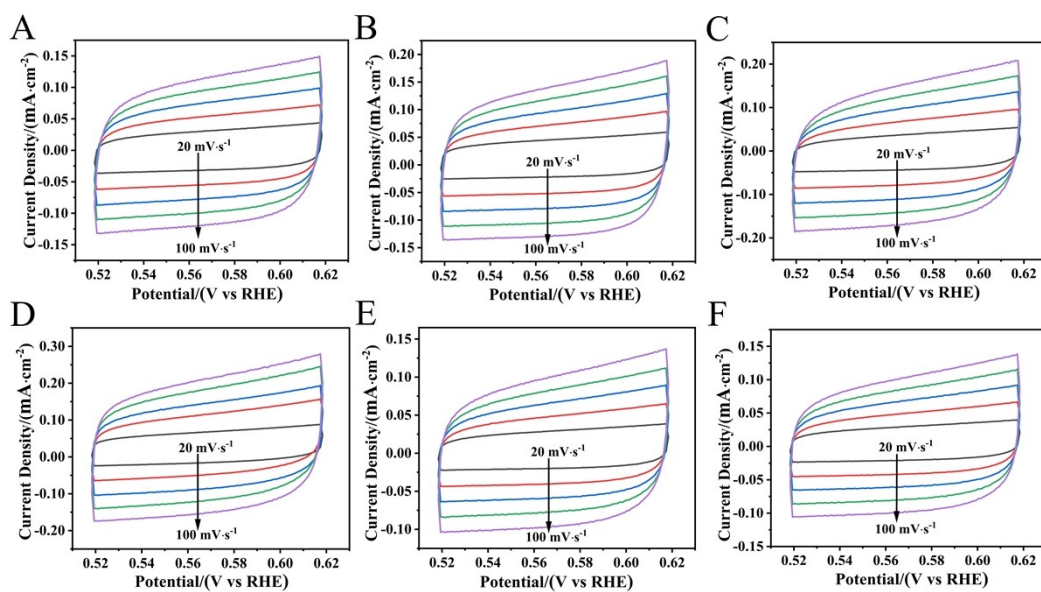 A
Current Density/(mA·cm-2)
0.15
0.10
0.05
0.00
-0.05
-0.10
-0.15
20 mV·s-1
100 mV·s-1
0.52 0.54 0.56 0.58 0.60 0.62
Potential/(V vs RHE)
B
Current Density/(mA·cm-2)
0.20
0.15
0.10
0.05
0.00
-0.05
-0.10
-0.15
20 mV·s-1
100 mV·s-1
0.52 0.54 0.56 0.58 0.60 0.62
Potential/(V vs RHE)
C
Current Density/(mA·cm-2)
0.20
0.10
0.00
-0.10
-0.20
20 mV·s-1
100 mV·s-1
0.52 0.54 0.56 0.58 0.60 0.62
Potential/(V vs RHE)
D
Current Density/(mA·cm-2)
0.30
0.20
0.10
0.00
-0.10
-0.20
20 mV·s-1
100 mV·s-1
0.52 0.54 0.56 0.58 0.60 0.62
Potential/(V vs RHE)
E
Current Density/(mA·cm-2)
0.15
0.10
0.05
0.00
-0.05
-0.10
20 mV·s-1
100 mV·s-1
0.52 0.54 0.56 0.58 0.60 0.62
Potential/(V vs RHE)
F
Current Density/(mA·cm-2)
0.15
0.10
0.05
0.00
-0.05
-0.10
-0.15
20 mV·s-1
100 mV·s-1
0.52 0.54 0.56 0.58 0.60 0.62
Potential/(V vs RHE)